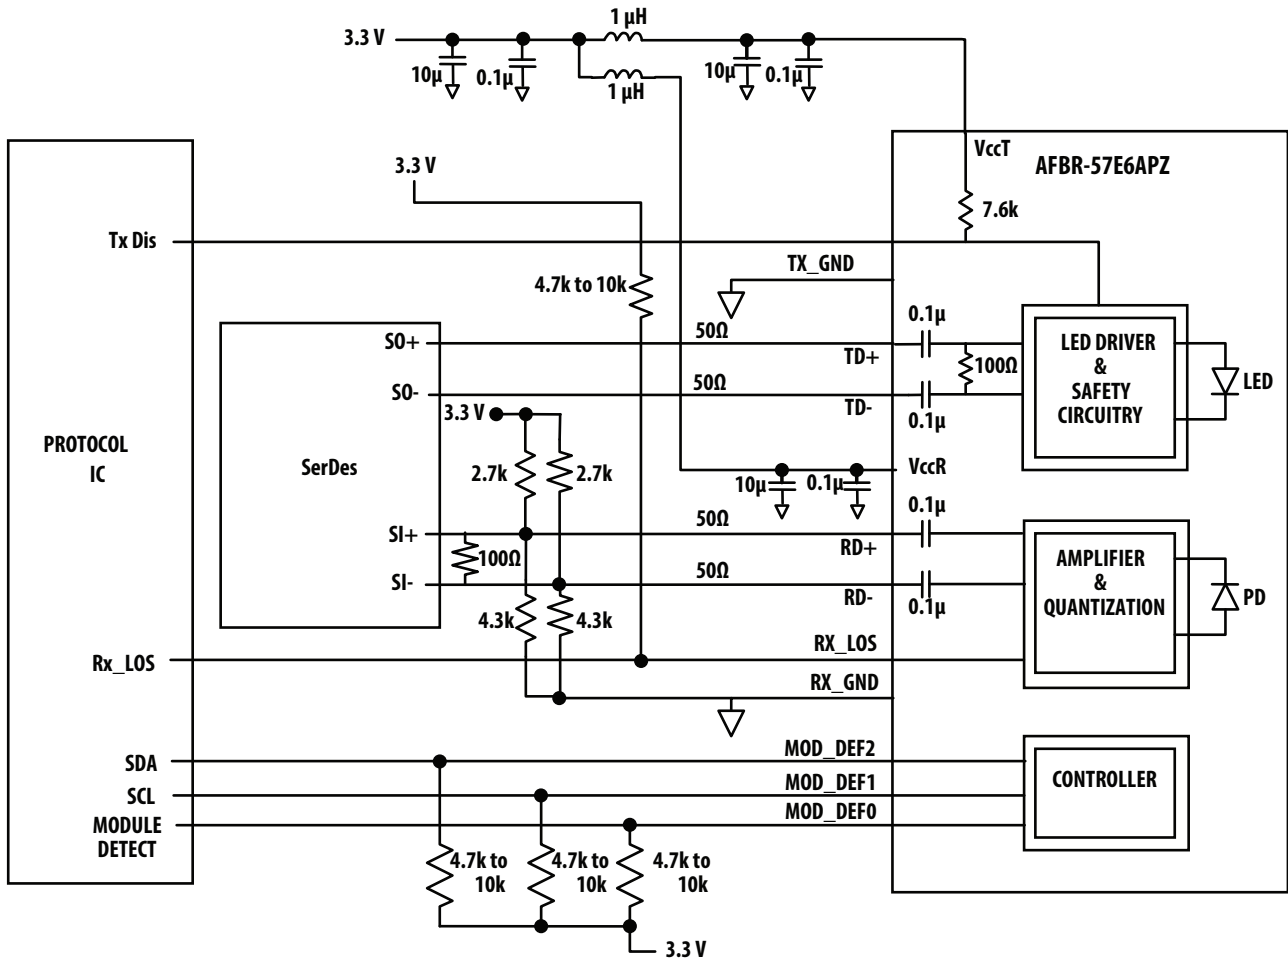 1 µH
3.3 V
10µ
0.1µ
1 µH
10µ
0.1µ
3.3 V
VccT
AFBR-57E6APZ
7.6k
Tx Dis
TX_GND
4.7k to 10k
0.1µ
SO+
50Ω
TD+
100Ω
LED DRIVER
&
SAFETY
CIRCUITRY
LED
SO-
50Ω
TD-
0.1µ
3.3 V
PROTOCOL
IC
SerDes
2.7k
2.7k
VccR
10µ
0.1µ
0.1µ
SI+
50Ω
RD+
100Ω
AMPLIFIER
&
QUANTIZATION
PD
SI-
50Ω
RD-
0.1µ
4.3k
4.3k
Rx_LOS
RX_LOS
RX_GND
SDA
MOD_DEF2
CONTROLLER
SCL
MOD_DEF1
MODULE
DETECT
MOD_DEF0
4.7k to
10k
4.7k to
10k
4.7k to
10k
3.3 V